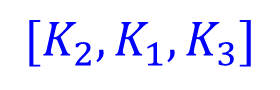 [K₂, K₁, K₃]